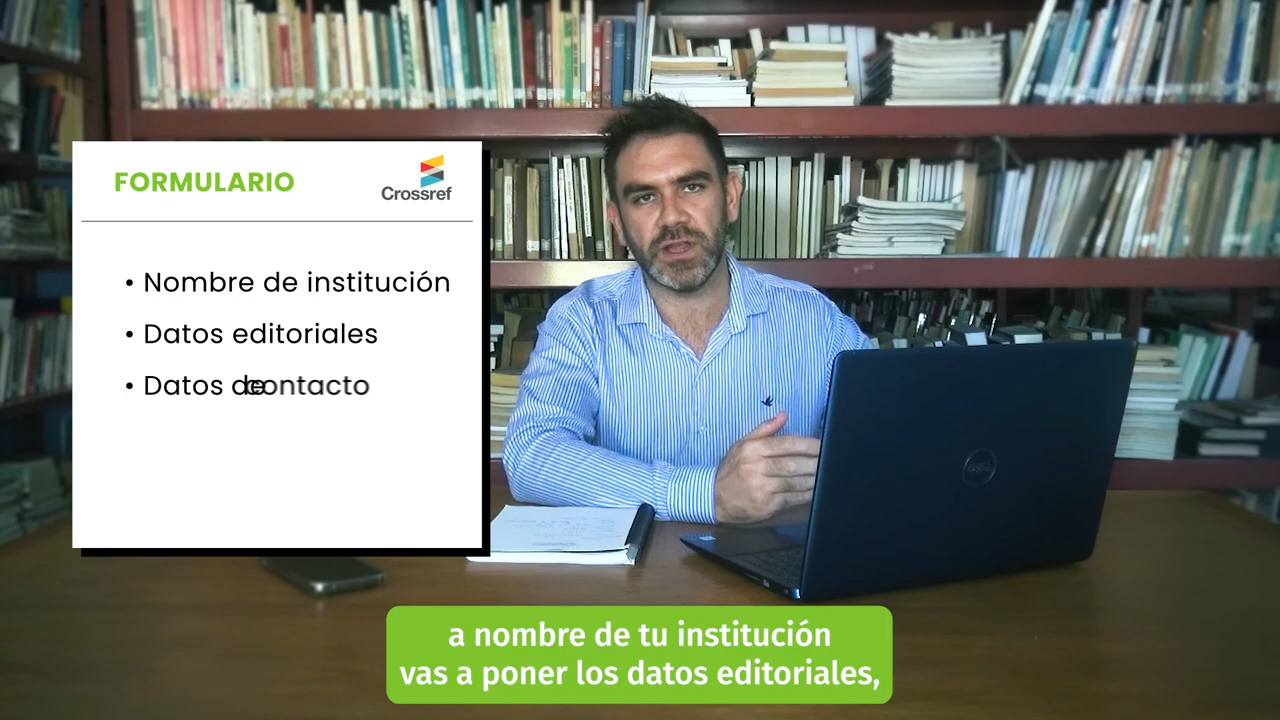 FORMULARIO
Crossref
• Nombre de institución
• Datos editoriales
• Datos de contacto
DELL
a nombre de tu institución
vas a poner los datos editoriales,